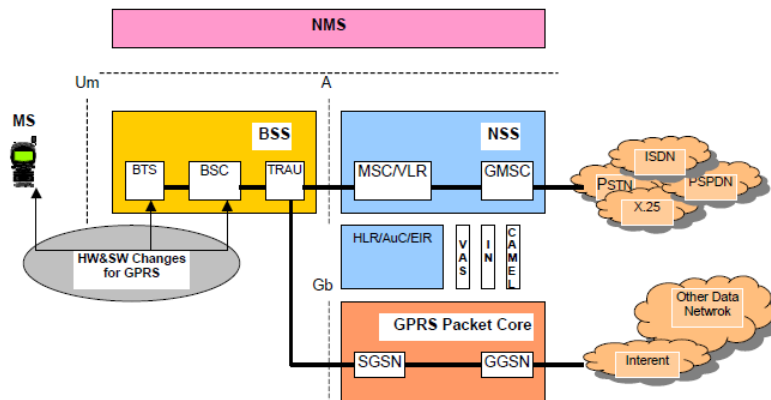 NMS
Um
A
MS
BSS
NSS
BTS
BSC
TRAU
MSC/VLR
GMSC
ISDN
PSTN
PSPDN
X.25
HW&SW Changes
for GPRS
HLR/AuC/EIR
VAS
IN
CAMEL
Gb
GPRS Packet Core
SGSN
GGSN
Other Data
Netwrok
Interent